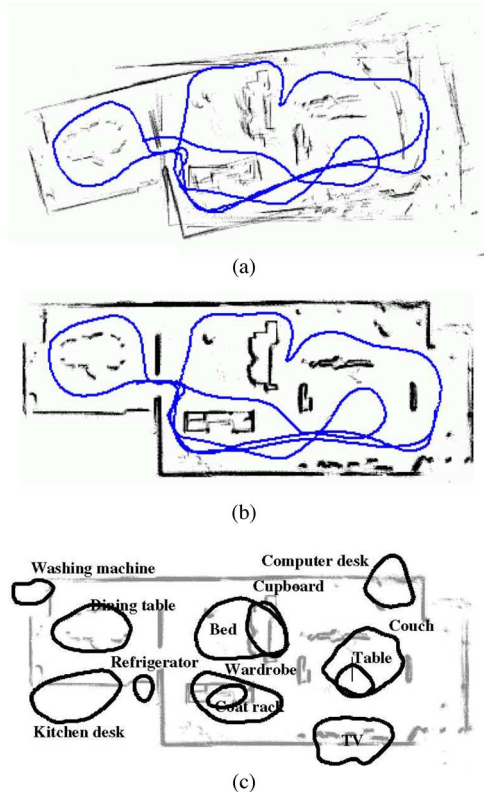 (a)
(b)
Washing machine
Computer desk
Cupboard
Dining table
Bed
Couch
Table
Refrigerator
Wardrobe
Coat rack
Kitchen desk
TV
(c)